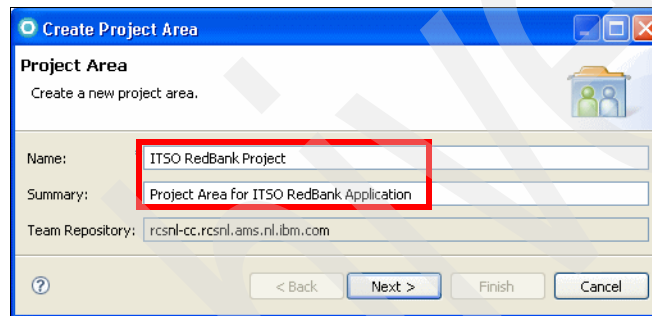 Create Project Area
Project Area
Create a new project area.
Name: ITSO RedBank Project
Summary: Project Area for ITSO RedBank Application
Team Repository: rcsnl-cc.rcsnl.ams.nl.ibm.com
? < Back Next > Finish Cancel